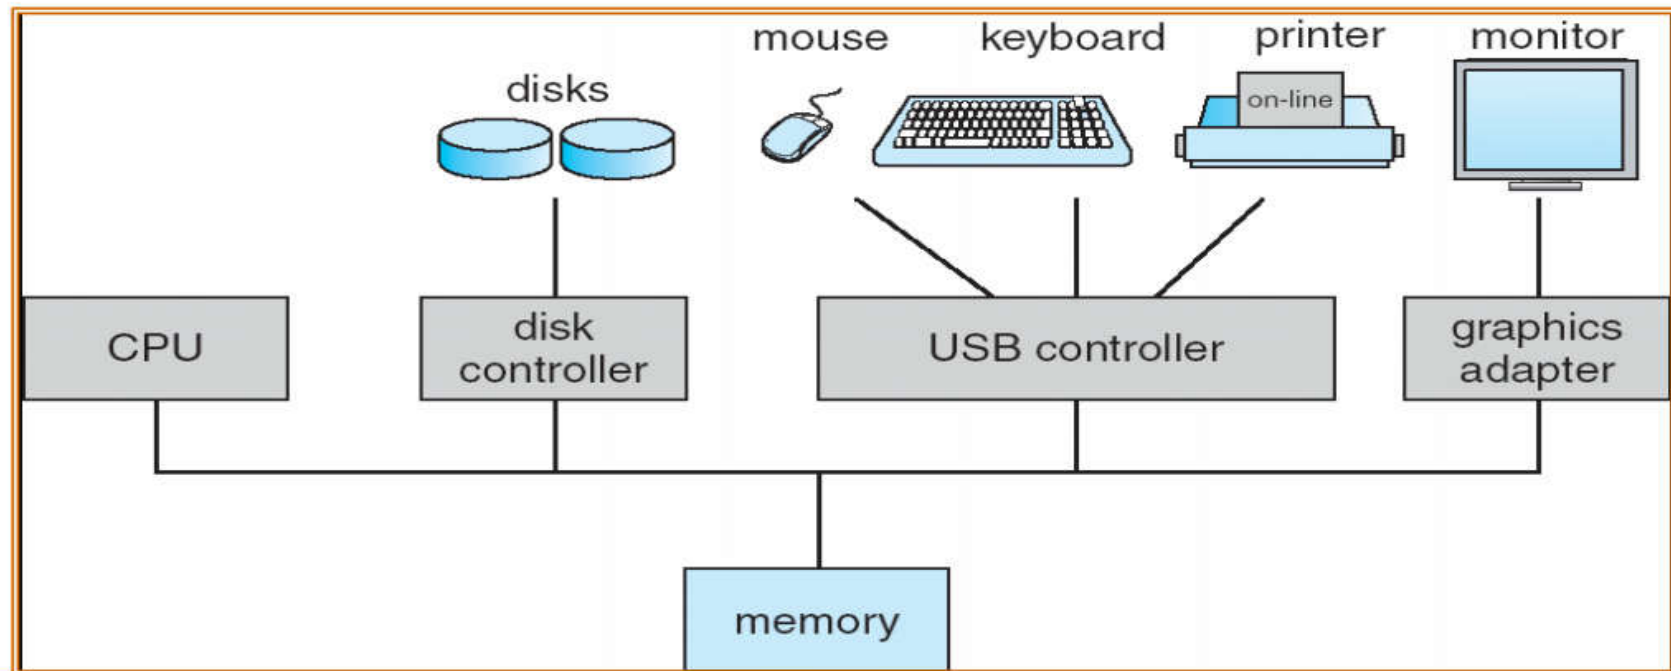 mouse
keyboard
printer
monitor
disks
on-line
CPU
disk
controller
USB controller
graphics
adapter
memory